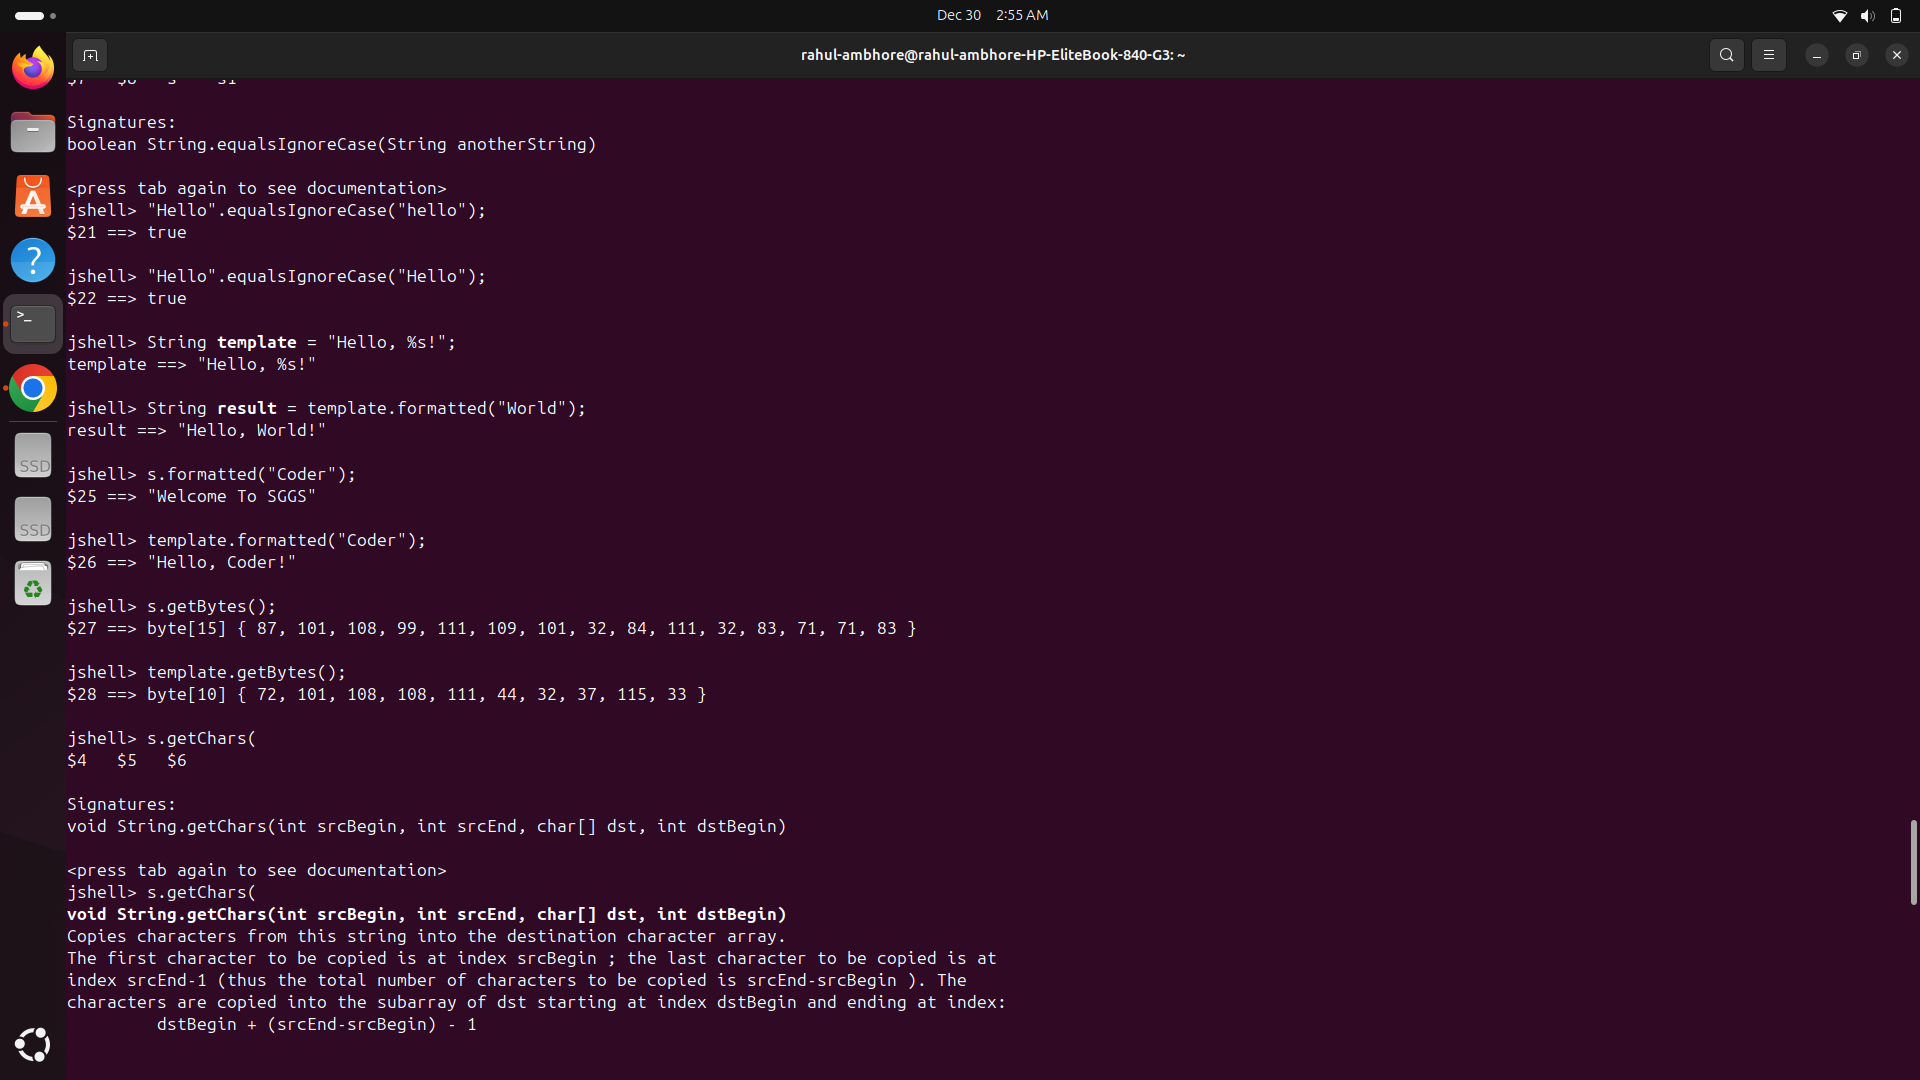 Dec 30 2:55 AM
rahul-ambhore@rahul-ambhore-HP-EliteBook-840-G3: ~
Signatures:
boolean String.equalsIgnoreCase(String anotherString)
<press tab again to see documentation>
jshell> "Hello".equalsIgnoreCase("hello");
$21 ==> true
jshell> "Hello".equalsIgnoreCase("Hello");
$22 ==> true
jshell> String template = "Hello, %s!";
template ==> "Hello, %s!"
jshell> String result = template.formatted("World");
result ==> "Hello, World!"
jshell> s.formatted("Coder");
$25 ==> "Welcome To SGGS"
jshell> template.formatted("Coder");
$26 ==> "Hello, Coder!"
jshell> s.getBytes();
$27 ==> byte[15] { 87, 101, 108, 99, 111, 109, 101, 32, 84, 111, 32, 83, 71, 71, 83 }
jshell> template.getBytes();
$28 ==> byte[10] { 72, 101, 108, 108, 111, 44, 32, 37, 115, 33 }
jshell> s.getChars(
$4 $5 $6
Signatures:
void String.getChars(int srcBegin, int srcEnd, char[] dst, int dstBegin)
<press tab again to see documentation>
jshell> s.getChars(
void String.getChars(int srcBegin, int srcEnd, char[] dst, int dstBegin)
Copies characters from this string into the destination character array.
The first character to be copied is at index srcBegin ; the last character to be copied is at
index srcEnd-1 (thus the total number of characters to be copied is srcEnd-srcBegin ). The
characters are copied into the subarray of dst starting at index dstBegin and ending at index:
dstBegin + (srcEnd-srcBegin) - 1
SSD
SSD